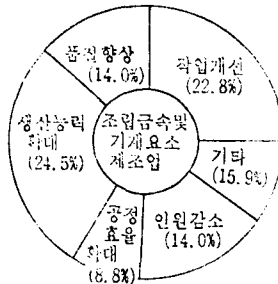 품질향상
(14.0%)
작업개선
(22.8%)
생산능력
확대
(24.5%)
조립금속및
기계요소
제조업
기타
(15.9%)
공정
효율
확대
(8.8%)
인원감소
(14.0%)